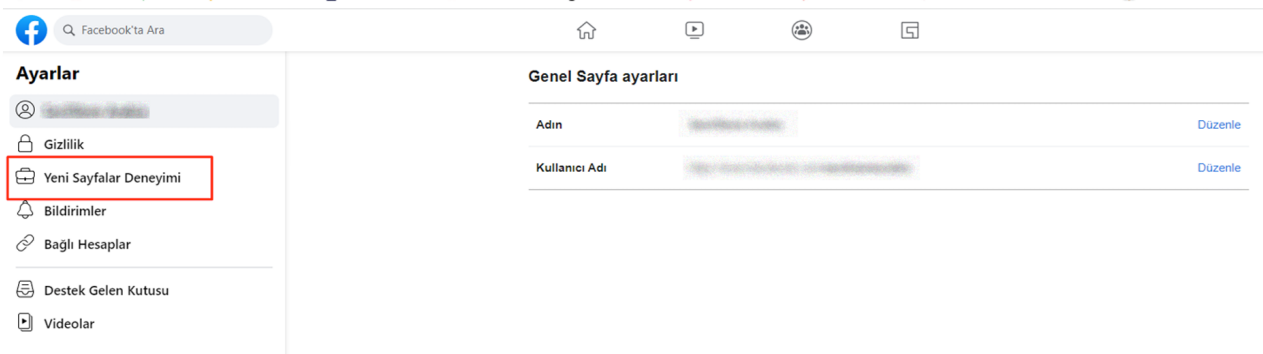 Facebook'ta Ara
Ayarlar
Gizlilik
Yeni Sayfalar Deneyimi
Bildirimler
Bağlı Hesaplar
Destek Gelen Kutusu
Videolar
Genel Sayfa ayarları
Adın Düzenle
Kullanıcı Adı Düzenle